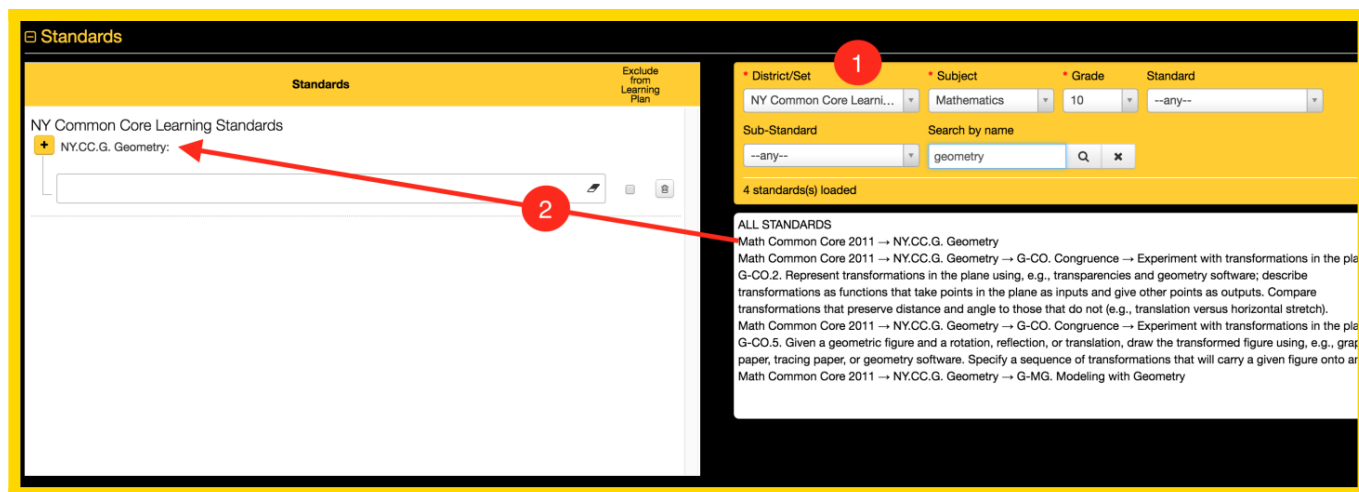 Standards
Standards
Exclude
from
Learning
Plan
NY Common Core Learning Standards
+ NY.CC.G. Geometry:
2
1
* District/Set * Subject * Grade Standard
NY Common Core Learni... Mathematics 10 --any--
Sub-Standard Search by name
--any-- geometry
4 standards(s) loaded
ALL STANDARDS
Math Common Core 2011 → NY.CC.G. Geometry
Math Common Core 2011 → NY.CC.G. Geometry → G-CO. Congruence → Experiment with transformations in the pla
G-CO.2. Represent transformations in the plane using, e.g., transparencies and geometry software; describe
transformations as functions that take points in the plane as inputs and give other points as outputs. Compare
transformations that preserve distance and angle to those that do not (e.g., translation versus horizontal stretch).
Math Common Core 2011 → NY.CC.G. Geometry → G-CO. Congruence → Experiment with transformations in the pla
G-CO.5. Given a geometric figure and a rotation, reflection, or translation, draw the transformed figure using, e.g., grap
paper, tracing paper, or geometry software. Specify a sequence of transformations that will carry a given figure onto an
Math Common Core 2011 → NY.CC.G. Geometry → G-MG. Modeling with Geometry